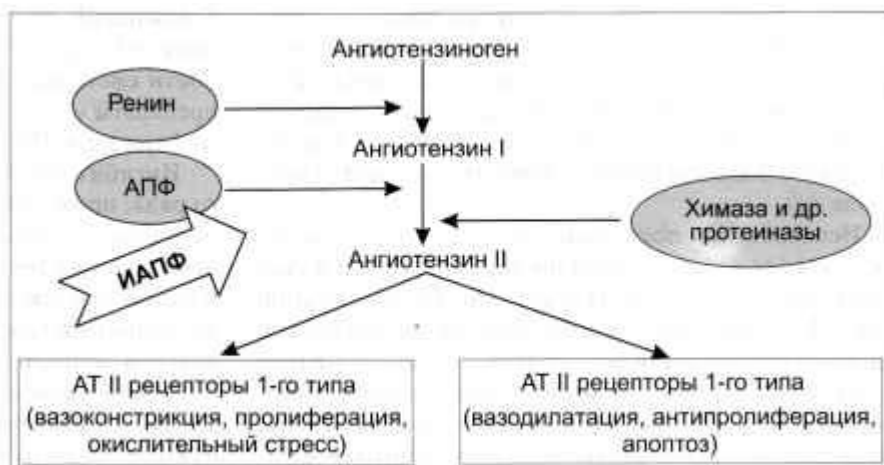 Ангиотензиноген
Ренин
Ангиотензин I
АПФ
Химаза и др.
протеиназы
ИАПФ
Ангиотензин II
АТ II рецепторы 1-го типа
(вазоконстрикция, пролиферация,
окислительный стресс)
АТ II рецепторы 1-го типа
(вазодилатация, антипролиферация,
апоптоз)